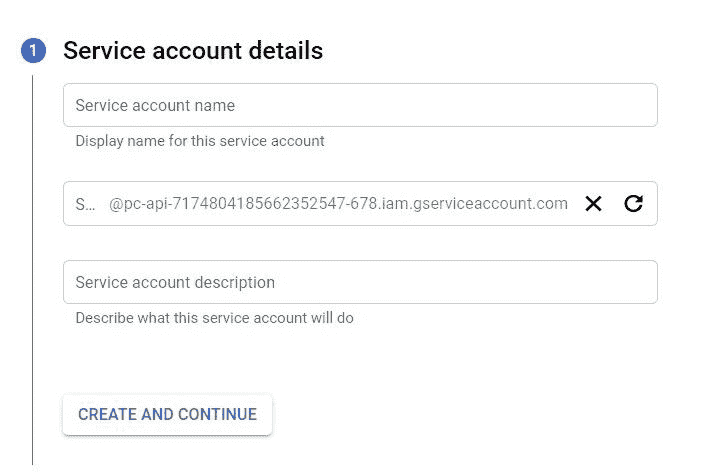 1 Service account details
Service account name
Display name for this service account
S... @pc-api-7174804185662352547-678.iam.gserviceaccount.com
Service account description
Describe what this service account will do
CREATE AND CONTINUE